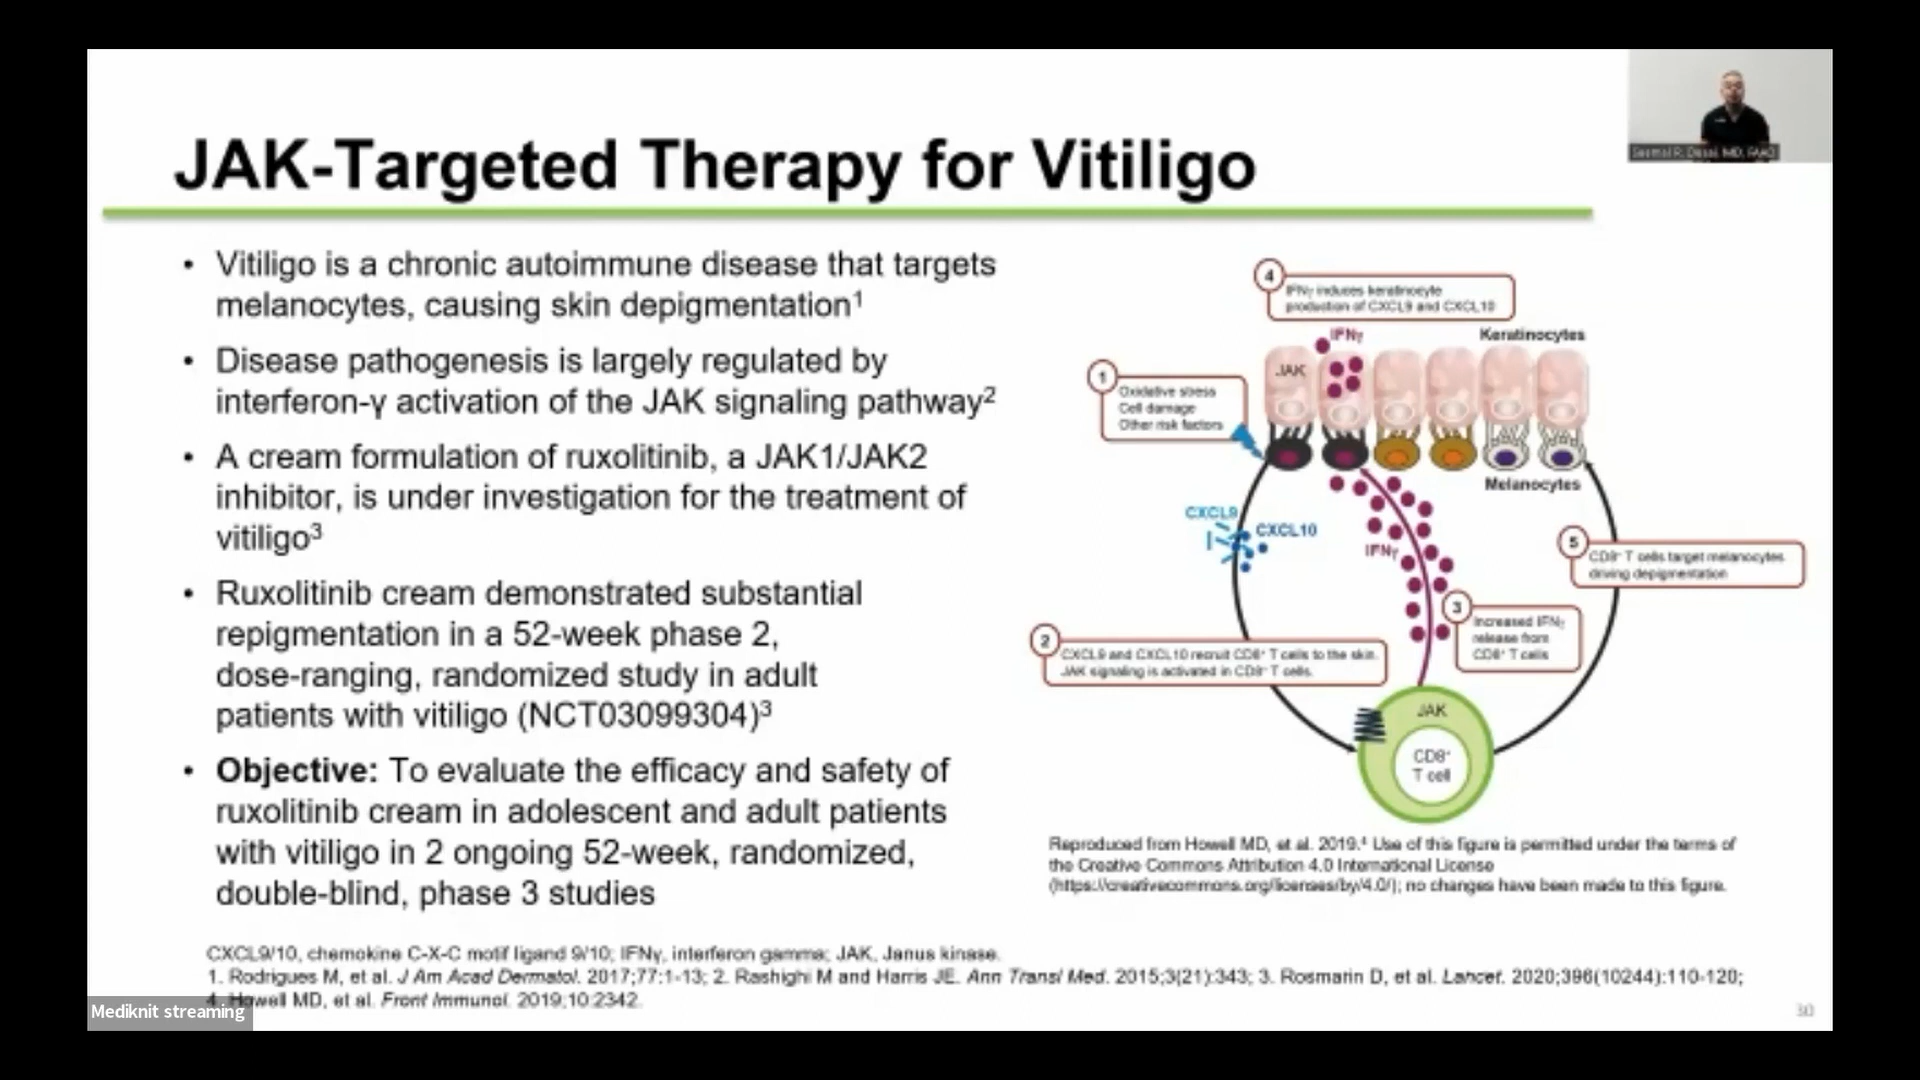 JAK-Targeted Therapy for Vitiligo
• Vitiligo is a chronic autoimmune disease that targets
melanocytes, causing skin depigmentation¹
• Disease pathogenesis is largely regulated by
interferon-γ activation of the JAK signaling pathway²
• A cream formulation of ruxolitinib, a JAK1/JAK2
inhibitor, is under investigation for the treatment of
vitiligo³
• Ruxolitinib cream demonstrated substantial
repigmentation in a 52-week phase 2,
dose-ranging, randomized study in adult
patients with vitiligo (NCT03099304)³
• Objective: To evaluate the efficacy and safety of
ruxolitinib cream in adolescent and adult patients
with vitiligo in 2 ongoing 52-week, randomized,
double-blind, phase 3 studies
4
IFNγ induces keratinocyte
production of CXCL9 and CXCL10
IFNγ
Keratinocytes
JAK
1
Oxidative stress
Cell damage
Other risk factors
Melanocytes
CXCL9
CXCL10
IFNγ
5
CD8⁺ T cells target melanocytes
driving depigmentation
3
Increased IFNγ
release from
CD8⁺ T cells
2
CXCL9 and CXCL10 recruit CD8⁺ T cells to the skin.
JAK signaling is activated in CD8⁺ T cells.
JAK
CD8⁺
T cell
Reproduced from Howell MD, et al. 2019.⁴ Use of this figure is permitted under the terms of
the Creative Commons Attribution 4.0 International License
(https://creativecommons.org/licenses/by/4.0/); no changes have been made to this figure.
CXCL9/10, chemokine C-X-C motif ligand 9/10; IFNγ, interferon gamma; JAK, Janus kinase.
1. Rodrigues M, et al. J Am Acad Dermatol. 2017;77:1-13; 2. Rashighi M and Harris JE. Ann Transl Med. 2015;3(21):343; 3. Rosmarin D, et al. Lancet. 2020;396(10244):110-120;
4. Howell MD, et al. Front Immunol. 2019;10:2342.
Mediknit streaming
30